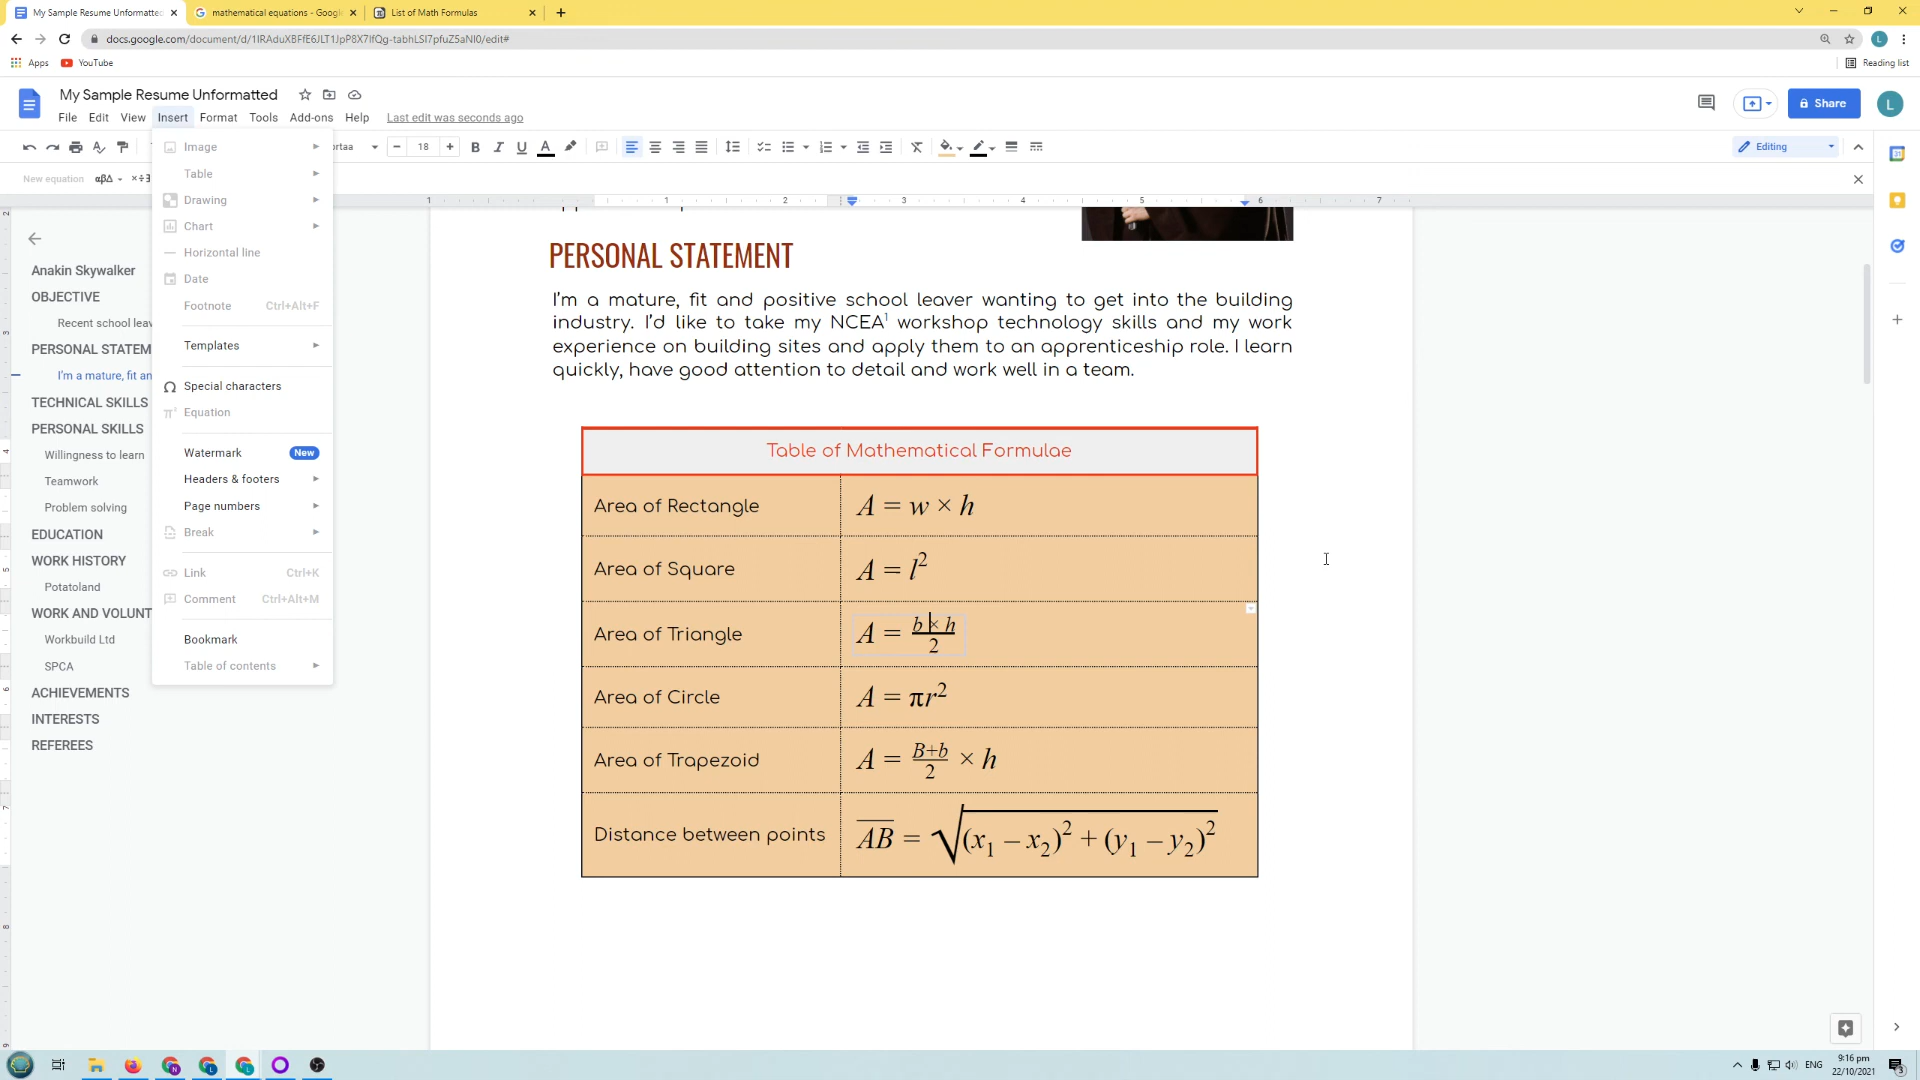 My Sample Resume Unformatted
mathematical equations - Google
List of Math Formulas
docs.google.com/document/d/1IRAduX8FfE6JLT1JpP8X7IfQg-tabhLSI7pfuZ5aNI0/edit#
Apps
YouTube
Reading list
My Sample Resume Unformatted
File Edit View Insert Format Tools Add-ons Help Last edit was seconds ago
Share
L
18
Editing
New equation
Image
Table
Drawing
Chart
Horizontal line
Date
Footnote Ctrl+Alt+F
Templates
Special characters
Equation
Watermark New
Headers & footers
Page numbers
Break
Link Ctrl+K
Comment Ctrl+Alt+M
Bookmark
Table of contents
Anakin Skywalker
OBJECTIVE
Recent school leav
PERSONAL STATEM
I'm a mature, fit an
TECHNICAL SKILLS
PERSONAL SKILLS
Willingness to learn
Teamwork
Problem solving
EDUCATION
WORK HISTORY
Potatoland
WORK AND VOLUNT
Workbuild Ltd
SPCA
ACHIEVEMENTS
INTERESTS
REFEREES
PERSONAL STATEMENT
I'm a mature, fit and positive school leaver wanting to get into the building
industry. I'd like to take my NCEA¹ workshop technology skills and my work
experience on building sites and apply them to an apprenticeship role. I learn
quickly, have good attention to detail and work well in a team.
Table of Mathematical Formulae
Area of Rectangle A = w × h
Area of Square A = l²
Area of Triangle A = b × h / 2
Area of Circle A = πr²
Area of Trapezoid A = B+b / 2 × h
Distance between points AB = √(x₁ – x₂)² + (y₁ – y₂)²
ENG
9:16 pm
22/10/2021